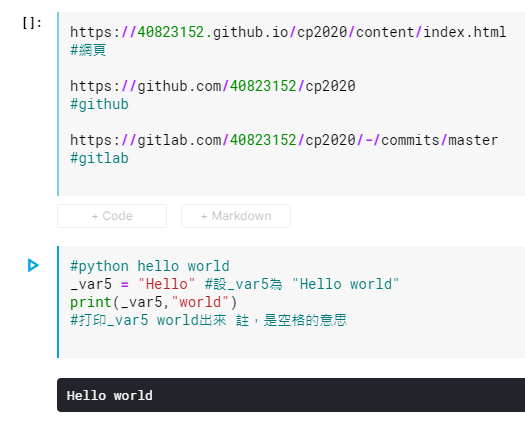 []:
https://40823152.github.io/cp2020/content/index.html
#網頁
https://github.com/40823152/cp2020
#github
https://gitlab.com/40823152/cp2020/-/commits/master
#gitlab
+ Code + Markdown
#python hello world
_var5 = "Hello" #設_var5為 "Hello world"
print(_var5,"world")
#打印_var5 world出來 註，是空格的意思
Hello world